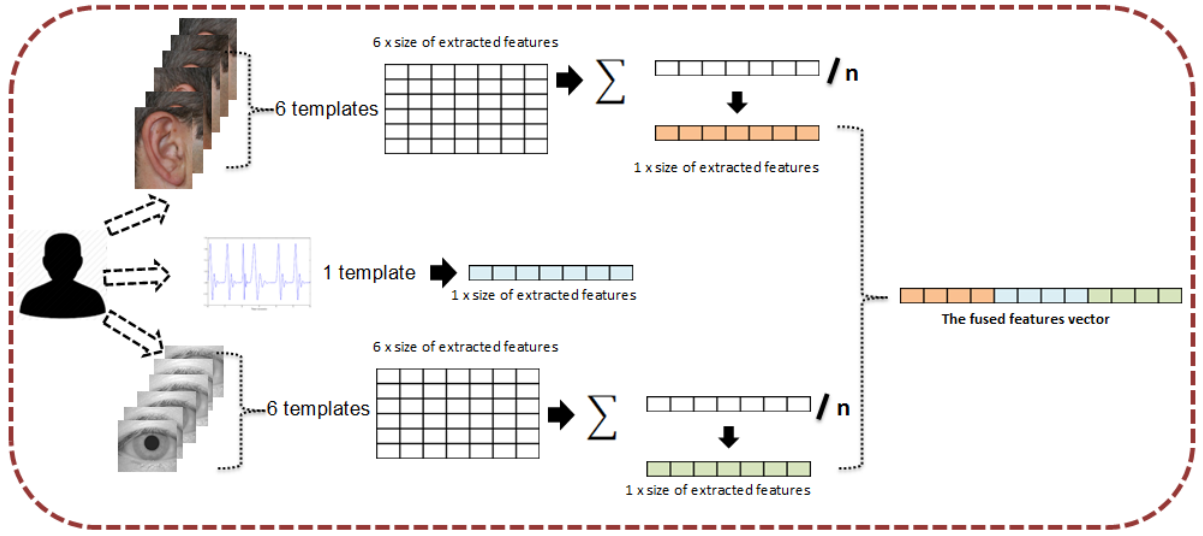 6 x size of extracted features
6 templates
∑
/ n
1 x size of extracted features
1 template
1 x size of extracted features
The fused features vector
6 x size of extracted features
6 templates
∑
/ n
1 x size of extracted features